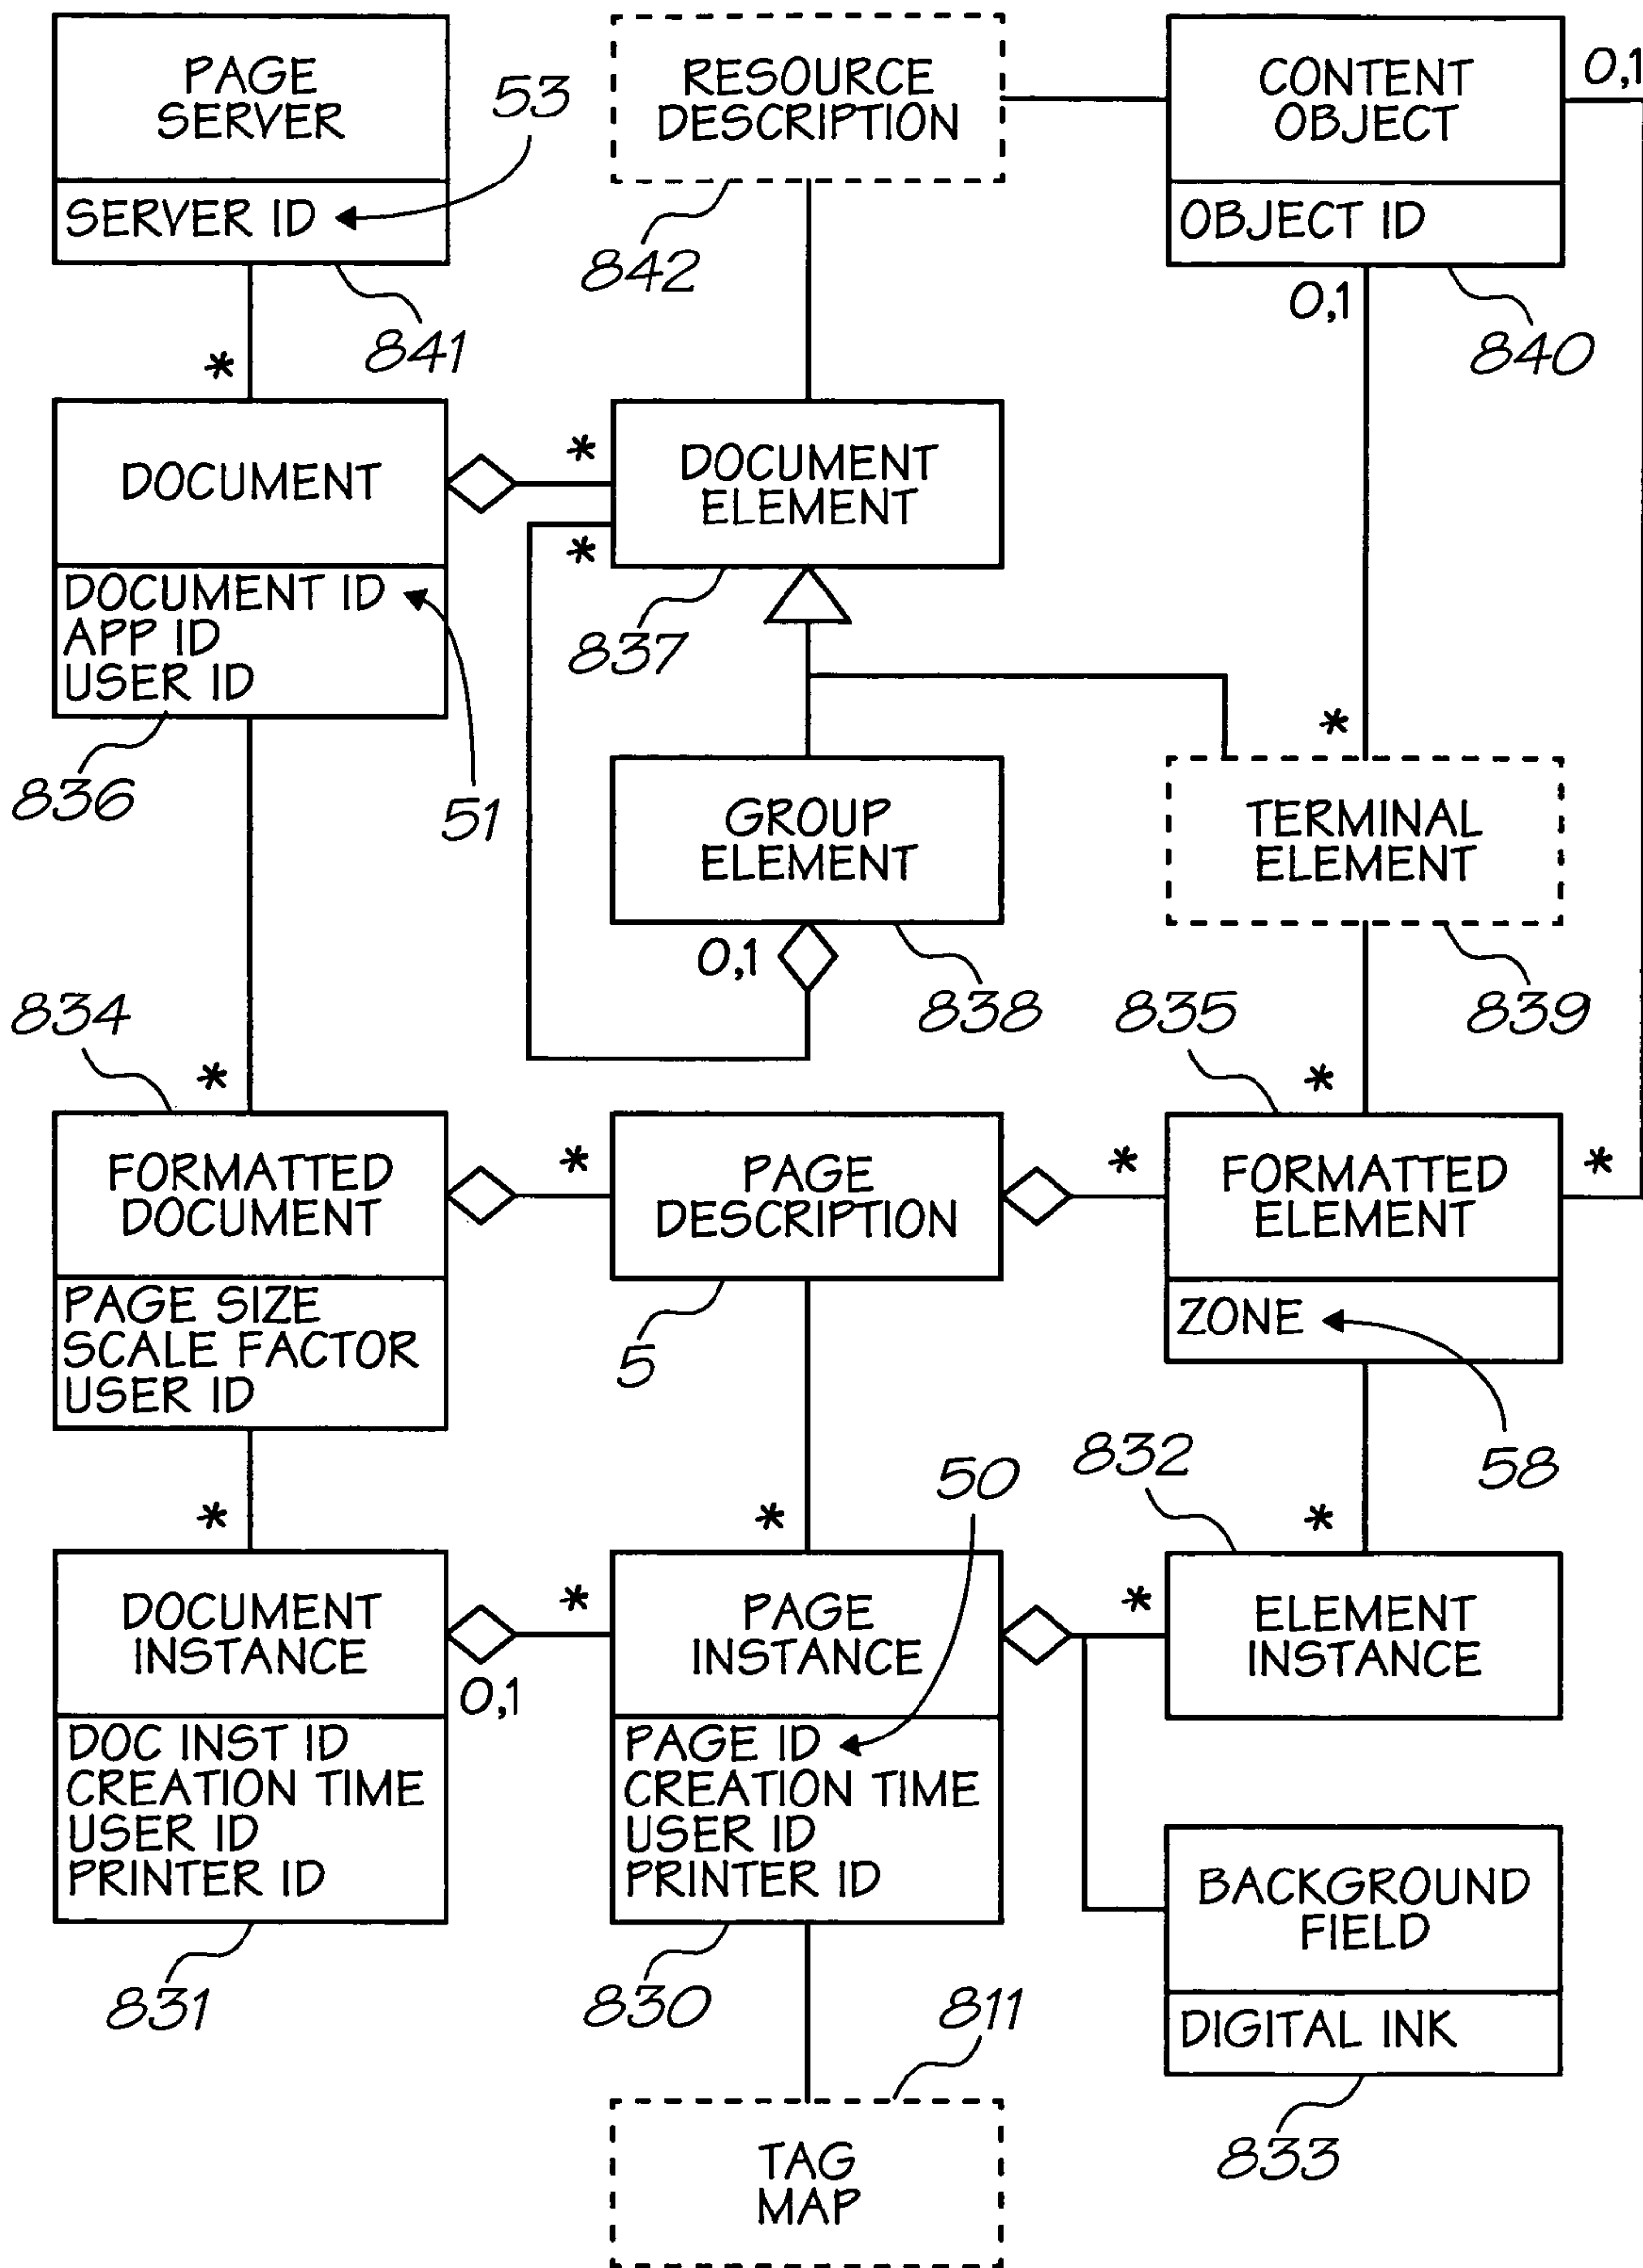 PAGE
SERVER
SERVER ID
53
841
RESOURCE
DESCRIPTION
842
CONTENT
OBJECT
OBJECT ID
0,1
0,1
840
*
DOCUMENT
DOCUMENT ID
APP ID
USER ID
836
51
*
*
DOCUMENT
ELEMENT
837
GROUP
ELEMENT
0,1
838
*
TERMINAL
ELEMENT
839
834
*
FORMATTED
DOCUMENT
PAGE SIZE
SCALE FACTOR
USER ID
*
PAGE
DESCRIPTION
5
*
835
*
FORMATTED
ELEMENT
*
ZONE
58
*
DOCUMENT
INSTANCE
0,1
DOC INST ID
CREATION TIME
USER ID
PRINTER ID
831
*
*
50
PAGE
INSTANCE
PAGE ID
CREATION TIME
USER ID
PRINTER ID
830
*
832
*
ELEMENT
INSTANCE
BACKGROUND
FIELD
DIGITAL INK
833
811
TAG
MAP